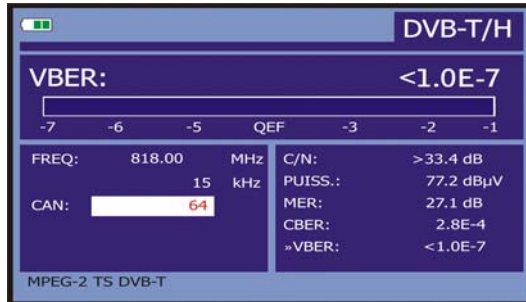 DVB-T/H
VBER: <1.0E-7
-7 -6 -5 QEF -3 -2 -1
FREQ: 818.00 MHz
15 kHz
CAN: 64
C/N: >33.4 dB
PUISS.: 77.2 dBµV
MER: 27.1 dB
CBER: 2.8E-4
»VBER: <1.0E-7
MPEG-2 TS DVB-T